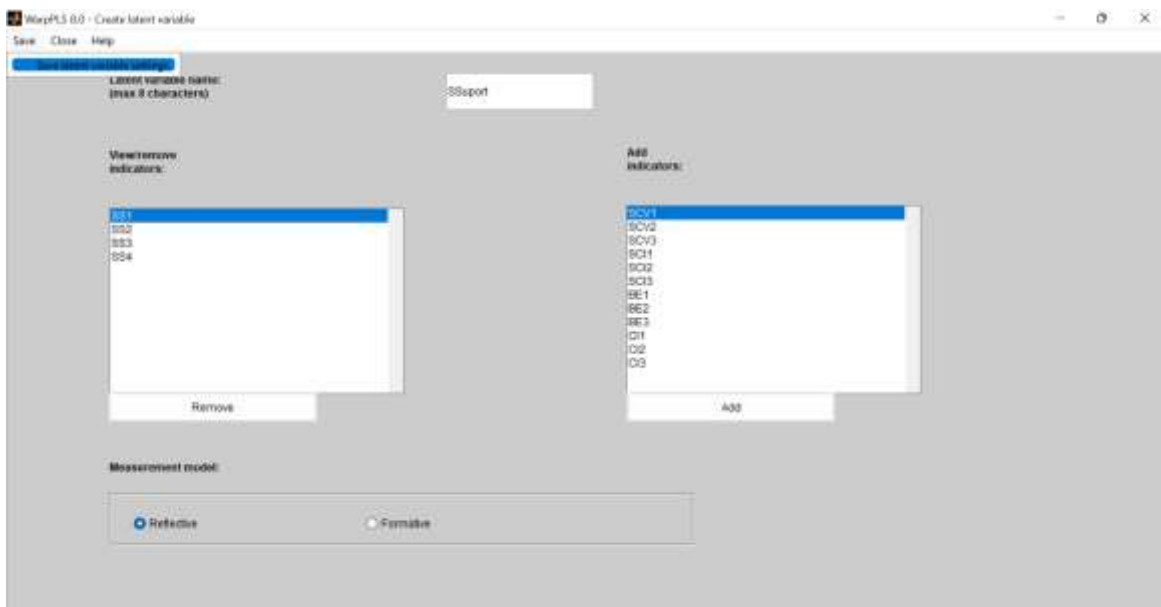 WarpPLS 8.0 - Create latent variable
Save Close Help
Save latent variable settings
Latent variable name:
(max 8 characters)
SSsport
View/remove
indicators:
Add
indicators:
SS1
SS2
SS3
SS4
SCV1
SCV2
SCV3
SCI1
SCI2
SCI3
BE1
BE2
BE3
CI1
CI2
CI3
Remove
Add
Measurement model:
Reflective
Formative